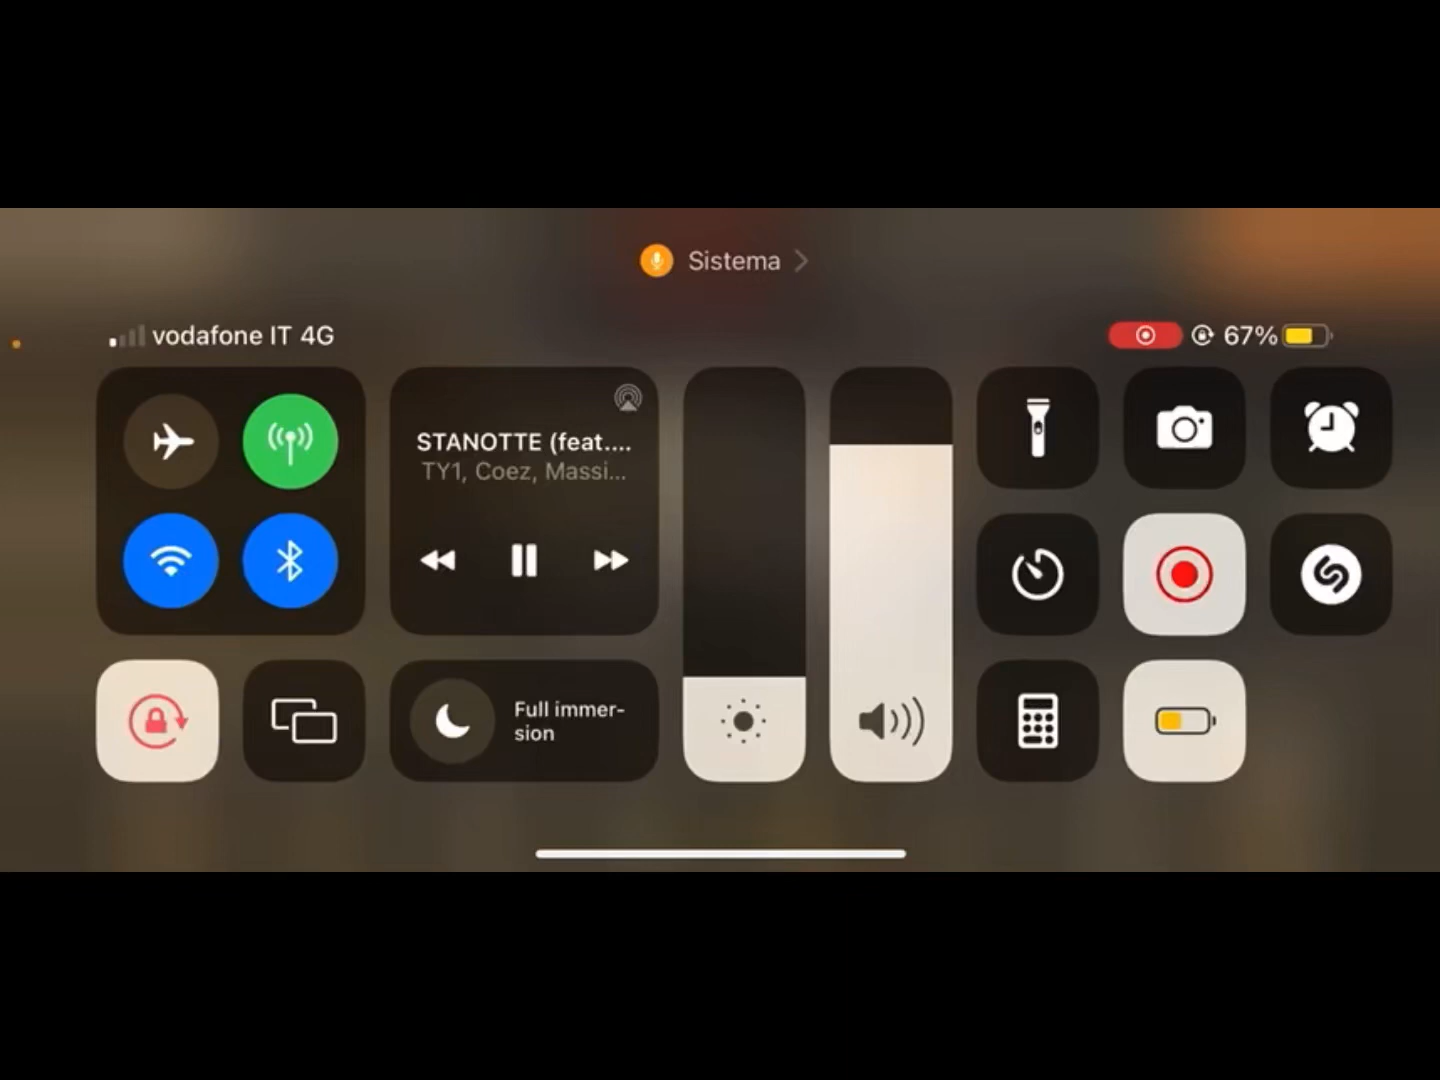 Sistema
vodafone IT 4G
67%
STANOTTE (feat....
TY1, Coez, Massi...
Full immer-
sion